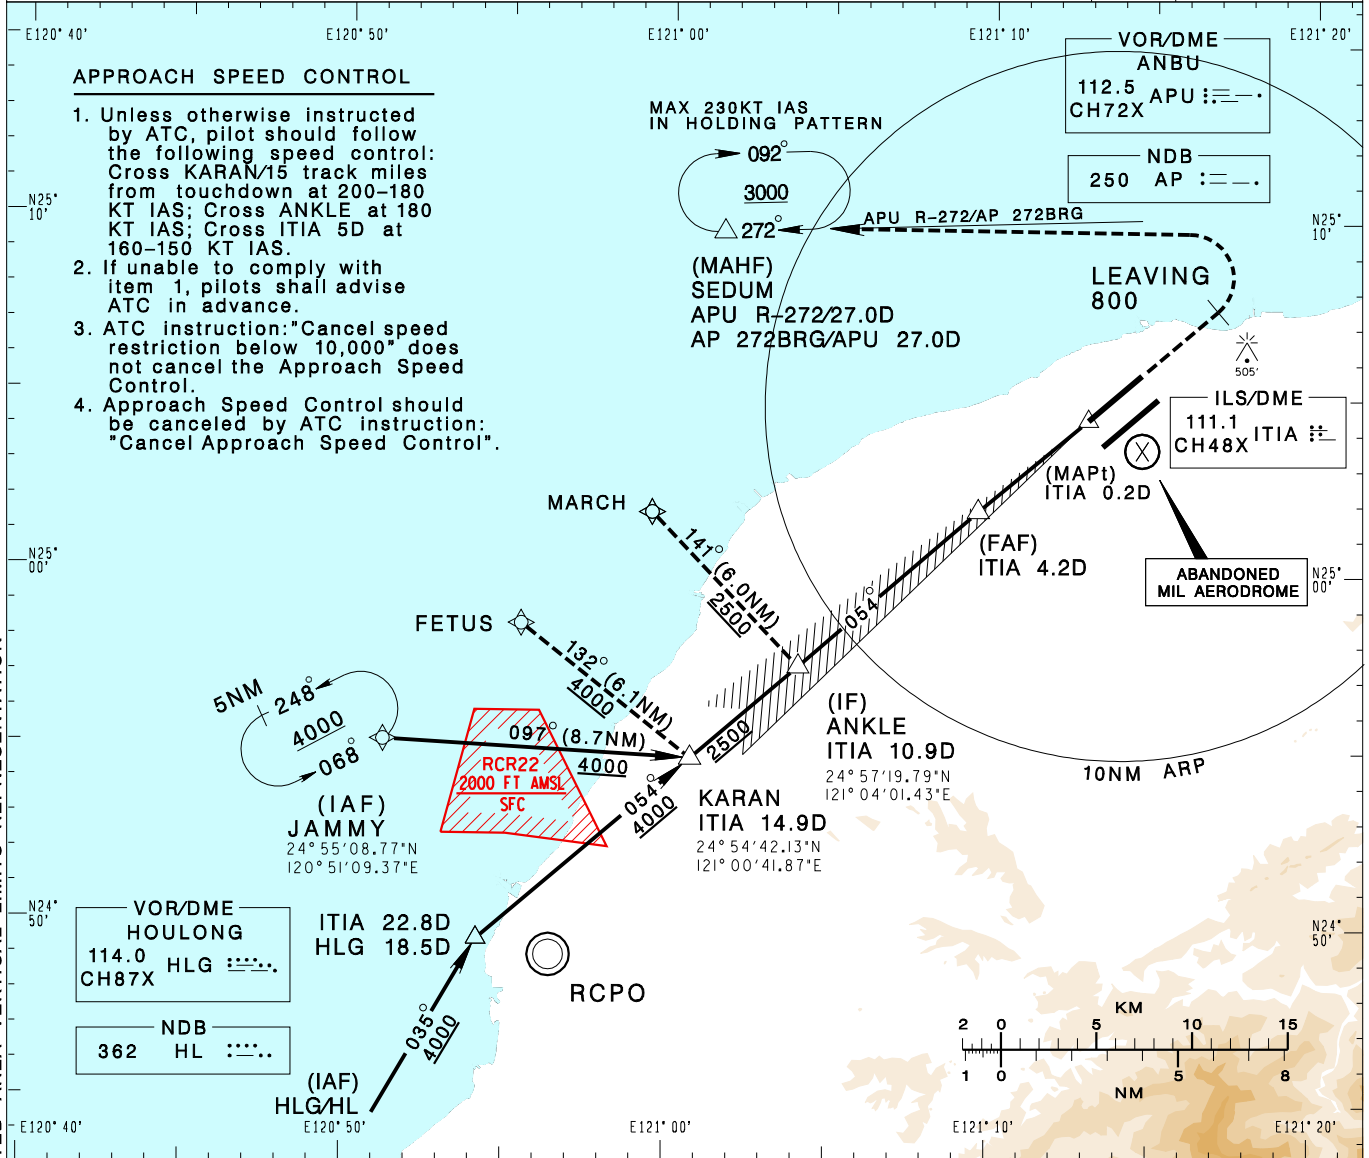 E120° 40'
E120° 50'
E121° 00'
E121° 10'
E121° 20'
APPROACH SPEED CONTROL
1. Unless otherwise instructed
by ATC, pilot should follow
the following speed control:
Cross KARAN/15 track miles
from touchdown at 200-180
KT IAS; Cross ANKLE at 180
KT IAS; Cross ITIA 5D at
160-150 KT IAS.
2. If unable to comply with
item 1, pilots shall advise
ATC in advance.
3. ATC instruction:"Cancel speed
restriction below 10,000" does
not cancel the Approach Speed
Control.
4. Approach Speed Control should
be canceled by ATC instruction:
"Cancel Approach Speed Control".
MAX 230KT IAS
IN HOLDING PATTERN
092°
3000
272°
(MAHF)
SEDUM
APU R-272/27.0D
AP 272BRG/APU 27.0D
APU R-272/AP 272BRG
VOR/DME
ANBU
112.5
CH72X
APU
NDB
250 AP
N25°
10'
N25°
10'
LEAVING
800
505'
ILS/DME
111.1
CH48X
ITIA
(MAPt)
ITIA 0.2D
(FAF)
ITIA 4.2D
ABANDONED
MIL AERODROME
N25°
00'
N25°
00'
MARCH
141° (6.0NM)
2500
FETUS
132° (6.1NM)
4000
054°
5NM
248°
4000
068°
097° (8.7NM)
4000
2500
RCR22
2000 FT AMSL
SFC
054°
4000
(IF)
ANKLE
ITIA 10.9D
24°57'19.79"N
121°04'01.43"E
10NM ARP
(IAF)
JAMMY
24°55'08.77"N
120°51'09.37"E
KARAN
ITIA 14.9D
24°54'42.13"N
121°00'41.87"E
N24°
50'
N24°
50'
VOR/DME
HOULONG
114.0
CH87X
HLG
ITIA 22.8D
HLG 18.5D
RCPO
NDB
362 HL
035°
4000
(IAF)
HLG/HL
KM
2 0 5 10 15
1 0 5 8
NM
E120° 40'
E120° 50'
E121° 00'
E121° 10'
E121° 20'